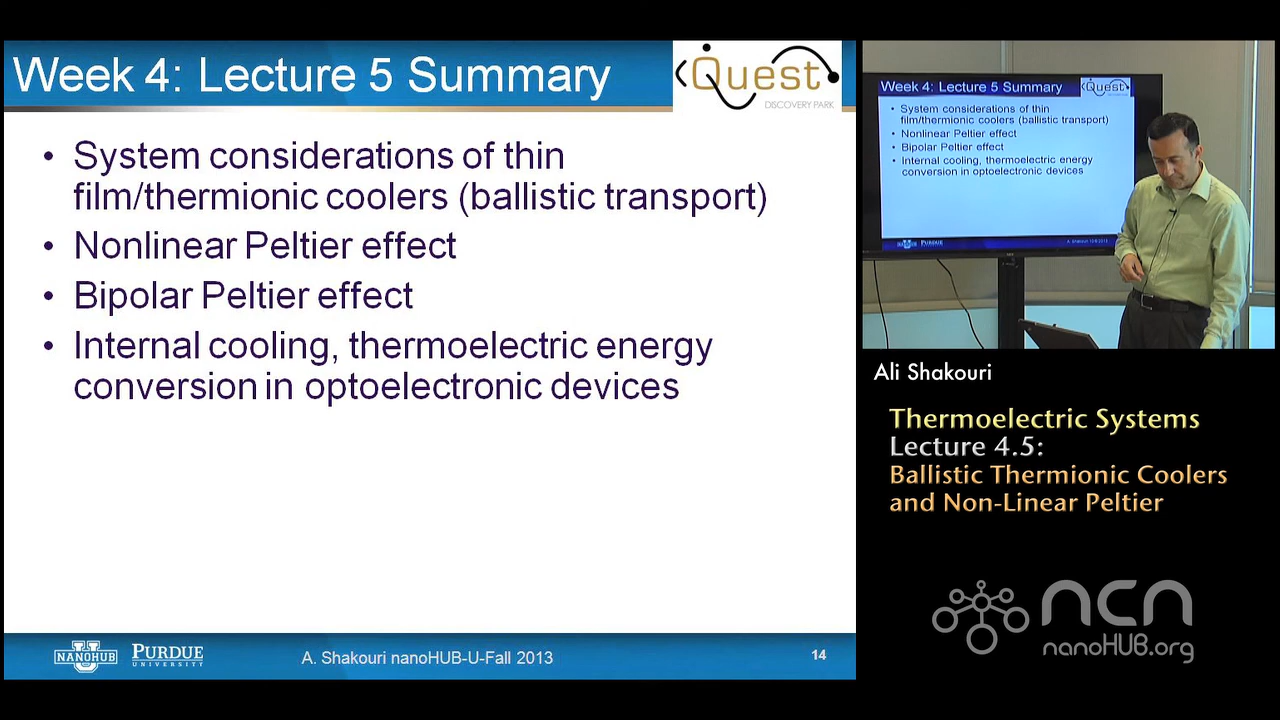 Week 4: Lecture 5 Summary
Quest
DISCOVERY PARK
• System considerations of thin
film/thermionic coolers (ballistic transport)
• Nonlinear Peltier effect
• Bipolar Peltier effect
• Internal cooling, thermoelectric energy
conversion in optoelectronic devices
NANOHUB
U
PURDUE
UNIVERSITY
A. Shakouri nanoHUB-U-Fall 2013
14
Week 4: Lecture 5 Summary
Quest
• System considerations of thin
film/thermionic coolers (ballistic transport)
• Nonlinear Peltier effect
• Bipolar Peltier effect
• Internal cooling, thermoelectric energy
conversion in optoelectronic devices
PURDUE
Ali Shakouri
Thermoelectric Systems
Lecture 4.5:
Ballistic Thermionic Coolers
and Non-Linear Peltier
ncn
nanoHUB.org